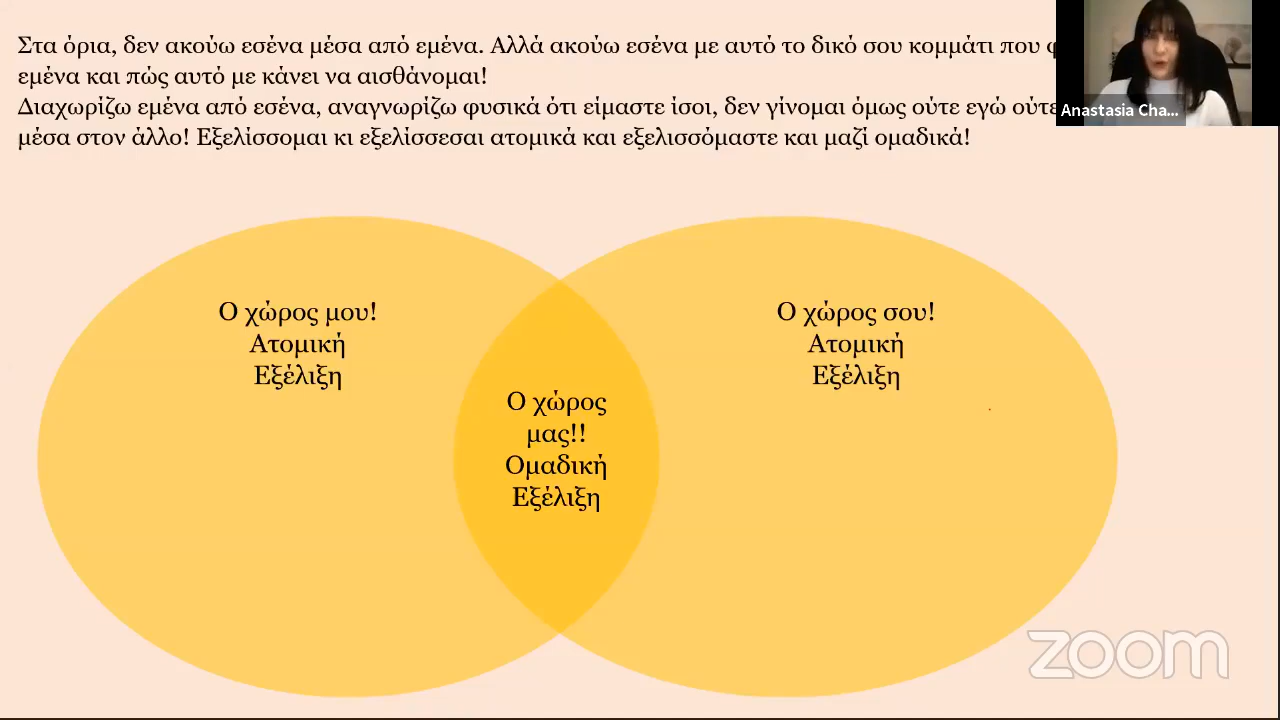 Στα όρια, δεν ακούω εσένα μέσα από εμένα. Αλλά ακούω εσένα με αυτό το δικό σου κομμάτι που
εμένα και πώς αυτό με κάνει να αισθάνομαι!
Διαχωρίζω εμένα από εσένα, αναγνωρίζω φυσικά ότι είμαστε ίσοι, δεν γίνομαι όμως ούτε εγώ ούτε
μέσα στον άλλο! Εξελίσσομαι κι εξελίσσεσαι ατομικά και εξελισσόμαστε και μαζί ομαδικά!
Anastasia Cha...
Ο χώρος μου!
Ατομική
Εξέλιξη
Ο χώρος
μας!!
Ομαδική
Εξέλιξη
Ο χώρος σου!
Ατομική
Εξέλιξη
zoom